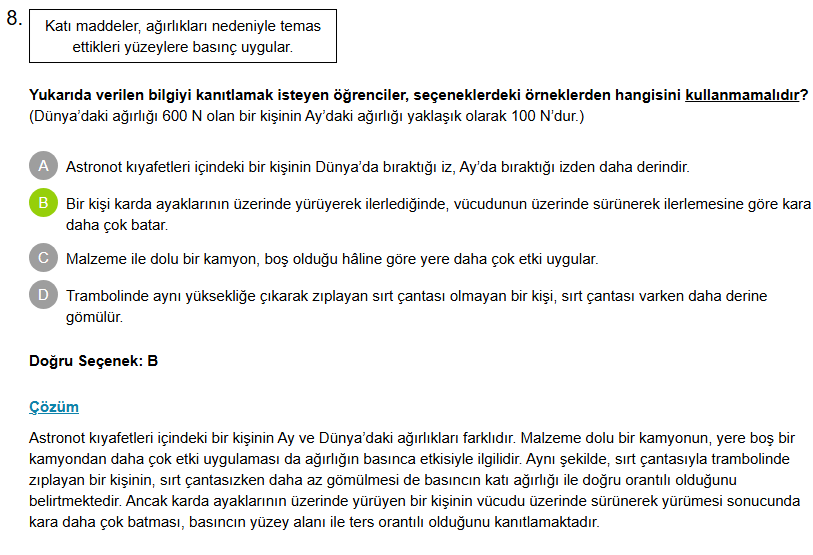 8.
Katı maddeler, ağırlıkları nedeniyle temas
ettikleri yüzeylere basınç uygular.
Yukarıda verilen bilgiyi kanıtlamak isteyen öğrenciler, seçeneklerdeki örneklerden hangisini kullanmamalıdır?
(Dünya’daki ağırlığı 600 N olan bir kişinin Ay’daki ağırlığı yaklaşık olarak 100 N’dur.)
A Astronot kıyafetleri içindeki bir kişinin Dünya’da bıraktığı iz, Ay’da bıraktığı izden daha derindir.
B Bir kişi karda ayaklarının üzerinde yürüyerek ilerlediğinde, vücudunun üzerinde sürünerek ilerlemesine göre kara
daha çok batar.
C Malzeme ile dolu bir kamyon, boş olduğu hâline göre yere daha çok etki uygular.
D Trambolinde aynı yüksekliğe çıkarak zıplayan sırt çantası olmayan bir kişi, sırt çantası varken daha derine
gömülür.
Doğru Seçenek: B
Çözüm
Astronot kıyafetleri içindeki bir kişinin Ay ve Dünya’daki ağırlıkları farklıdır. Malzeme dolu bir kamyonun, yere boş bir
kamyondan daha çok etki uygulaması da ağırlığın basınca etkisiyle ilgilidir. Aynı şekilde, sırt çantasıyla trambolinde
zıplayan bir kişinin, sırt çantasızken daha az gömülmesi de basıncın katı ağırlığı ile doğru orantılı olduğunu
belirtmektedir. Ancak karda ayaklarının üzerinde yürüyen bir kişinin vücudu üzerinde sürünerek yürümesi sonucunda
kara daha çok batması, basıncın yüzey alanı ile ters orantılı olduğunu kanıtlamaktadır.